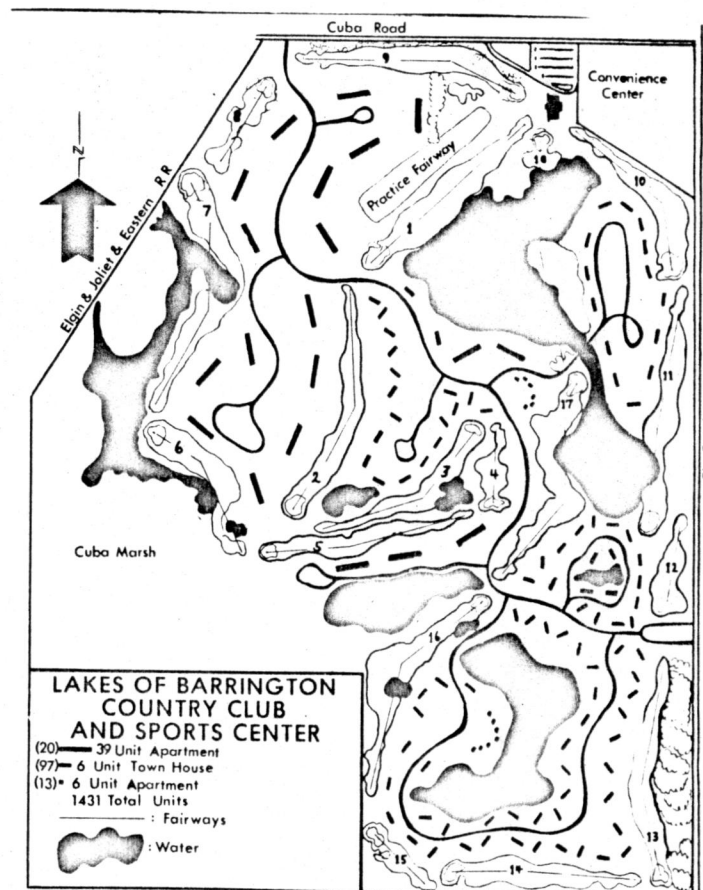 Cuba Road
9
Convenience
Center
8
18
10
Practice Fairway
N
Elgin & Joliet & Eastern R R
7
1
11
17
6
2
3
4
5
12
Cuba Marsh
16
LAKES OF BARRINGTON
COUNTRY CLUB
AND SPORTS CENTER
(20) 39 Unit Apartment
(97) 6 Unit Town House
(13) 6 Unit Apartment
1431 Total Units
: Fairways
: Water
13
15
14